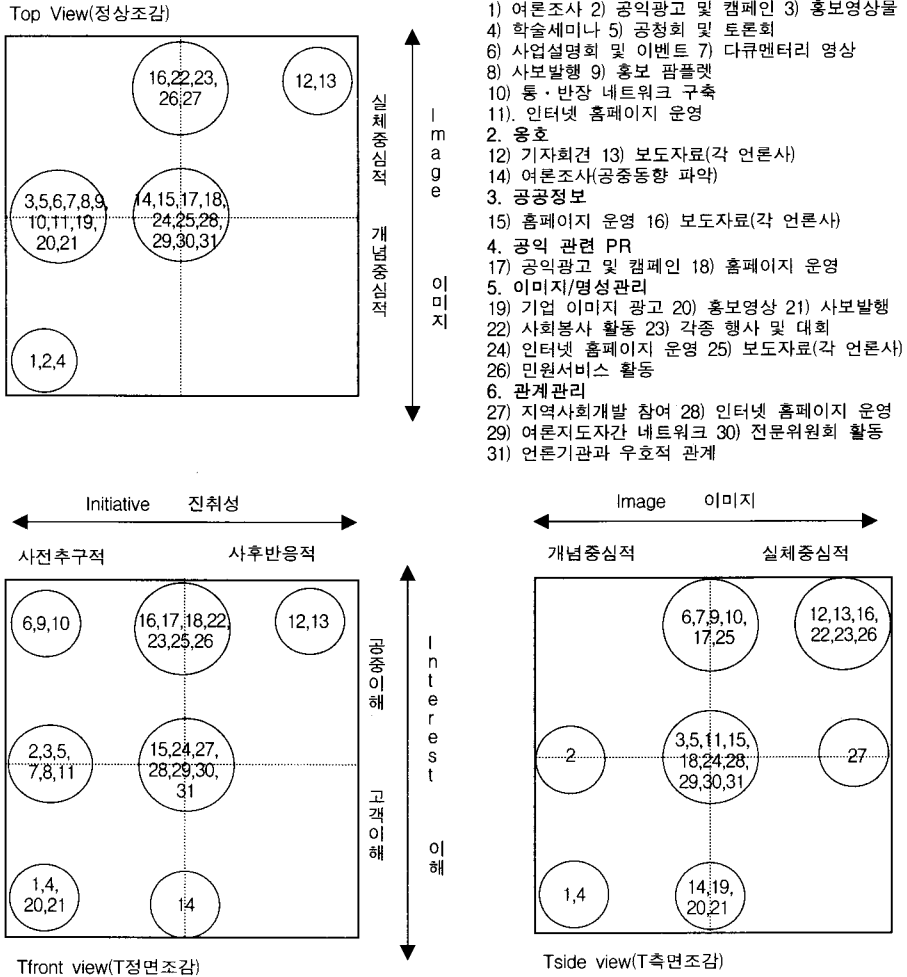 Top View(정상조감)
16,22,23,
26,27
12,13
3,5,6,7,8,9,
10,11,19,
20,21
14,15,17,18,
24,25,28,
29,30,31
1,2,4
실체중심적
개념중심적
Image
이미지
1) 여론조사 2) 공익광고 및 캠페인 3) 홍보영상물
4) 학술세미나 5) 공청회 및 토론회
6) 사업설명회 및 이벤트 7) 다큐멘터리 영상
8) 사보발행 9) 홍보 팜플렛
10) 통·반장 네트워크 구축
11). 인터넷 홈페이지 운영
2. 옹호
12) 기자회견 13) 보도자료(각 언론사)
14) 여론조사(공중동향 파악)
3. 공공정보
15) 홈페이지 운영 16) 보도자료(각 언론사)
4. 공익 관련 PR
17) 공익광고 및 캠페인 18) 홈페이지 운영
5. 이미지/명성관리
19) 기업 이미지 광고 20) 홍보영상 21) 사보발행
22) 사회봉사 활동 23) 각종 행사 및 대회
24) 인터넷 홈페이지 운영 25) 보도자료(각 언론사)
26) 민원서비스 활동
6. 관계관리
27) 지역사회개발 참여 28) 인터넷 홈페이지 운영
29) 여론지도자간 네트워크 30) 전문위원회 활동
31) 언론기관과 우호적 관계
Initiative 진취성
사전추구적 사후반응적
6,9,10
16,17,18,22,
23,25,26
12,13
2,3,5,
7,8,11
15,24,27,
28,29,30,
31
1,4,
20,21
14
공중이해
고객이해
Interest
이해
Tfront view(T정면조감)
Image 이미지
개념중심적 실체중심적
6,7,9,10
17,25
12,13,16,
22,23,26
2
3,5,11,15,
18,24,28,
29,30,31
27
1,4
14,19,
20,21
Tside view(T측면조감)